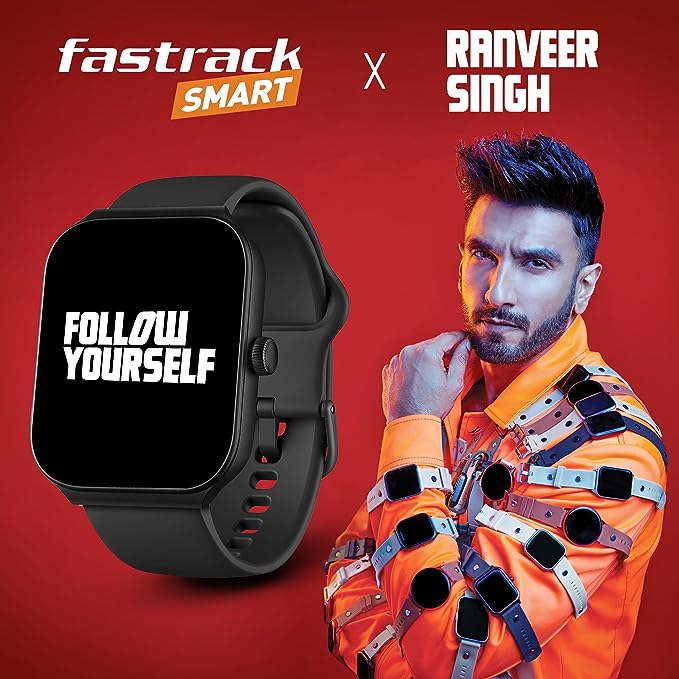 fastrack
SMART
X
RANVEER
SINGH
FOLLOW
YOURSELF